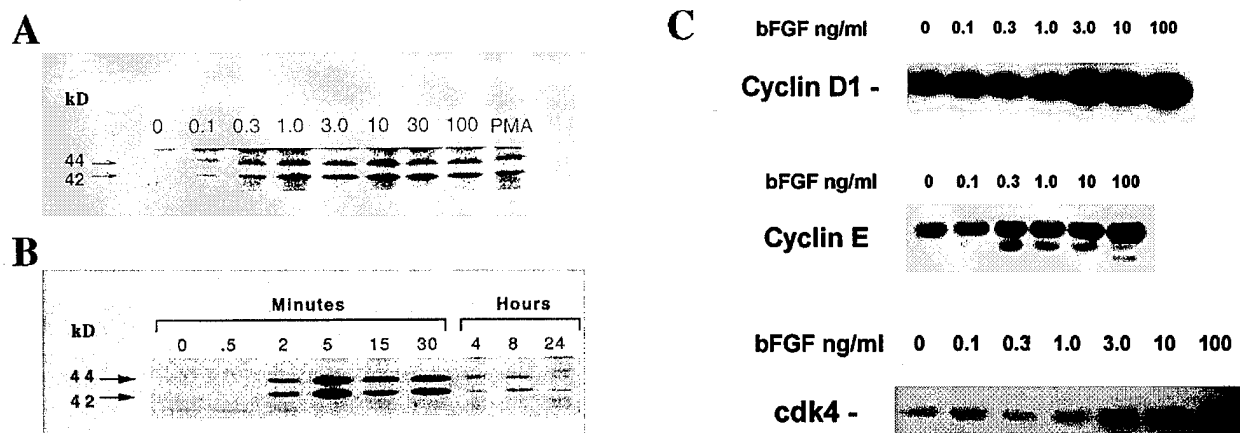 A
kD
0 0.1 0.3 1.0 3.0 10 30 100 PMA
44
42
B
Minutes Hours
kD
0 .5 2 5 15 30 4 8 24
44
42
C
bFGF ng/ml 0 0.1 0.3 1.0 3.0 10 100
Cyclin D1 -
bFGF ng/ml 0 0.1 0.3 1.0 10 100
Cyclin E
bFGF ng/ml 0 0.1 0.3 1.0 3.0 10 100
cdk4 -